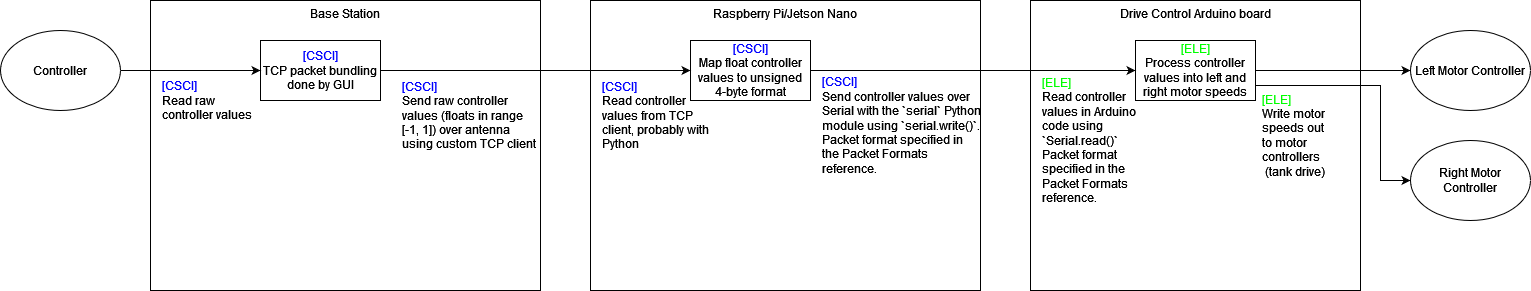 Base Station
Raspberry Pi/Jetson Nano
Drive Control Arduino board
Controller
[CSCI]
TCP packet bundling
done by GUI
[CSCI]
Read raw
controller values
[CSCI]
Send raw controller
values (floats in range
[-1, 1]) over antenna
using custom TCP client
[CSCI]
Map float controller
values to unsigned
4-byte format
[CSCI]
Read controller
values from TCP
client, probably with
Python
[CSCI]
Send controller values over
Serial with the `serial` Python
module using `serial.write()`.
Packet format specified in
the Packet Formats
reference.
[ELE]
Process controller
values into left and
right motor speeds
[ELE]
Read controller
values in Arduino
code using
`Serial.read()`
Packet format
specified in the
Packet Formats
reference.
[ELE]
Write motor
speeds out
to motor
controllers
(tank drive)
Left Motor Controller
Right Motor
Controller